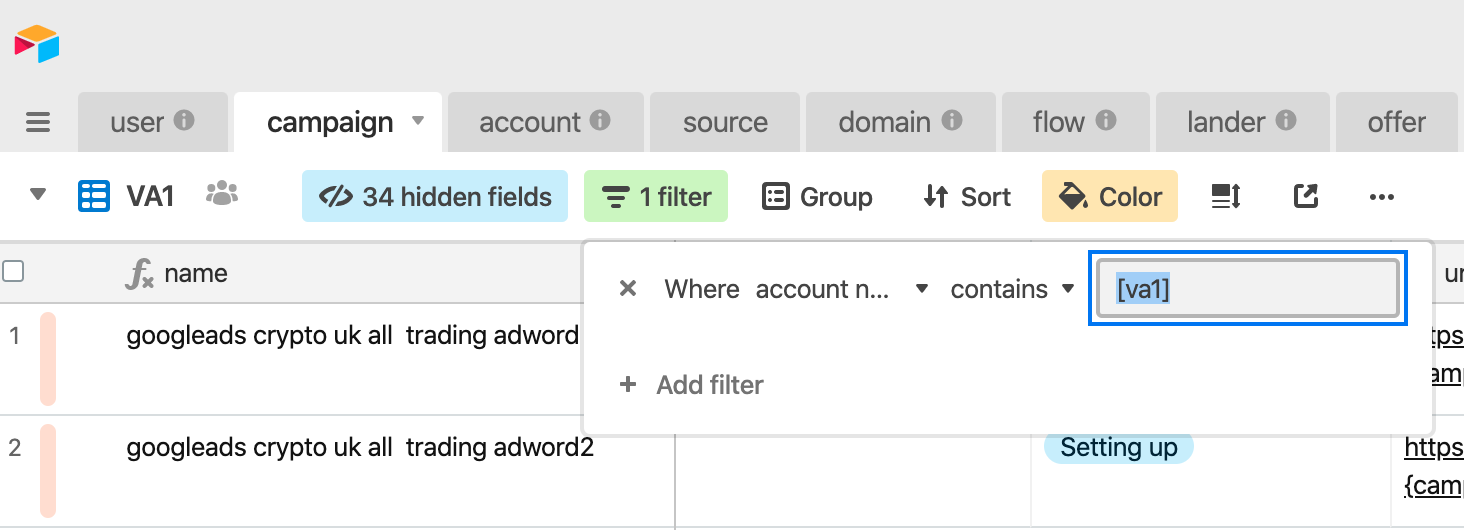 user campaign account source domain flow lander offer
VA1 34 hidden fields 1 filter Group Sort Color
name
Where account n... contains [va1]
1 googleads crypto uk all trading adword
+ Add filter
2 googleads crypto uk all trading adword2 Setting up https
{camp